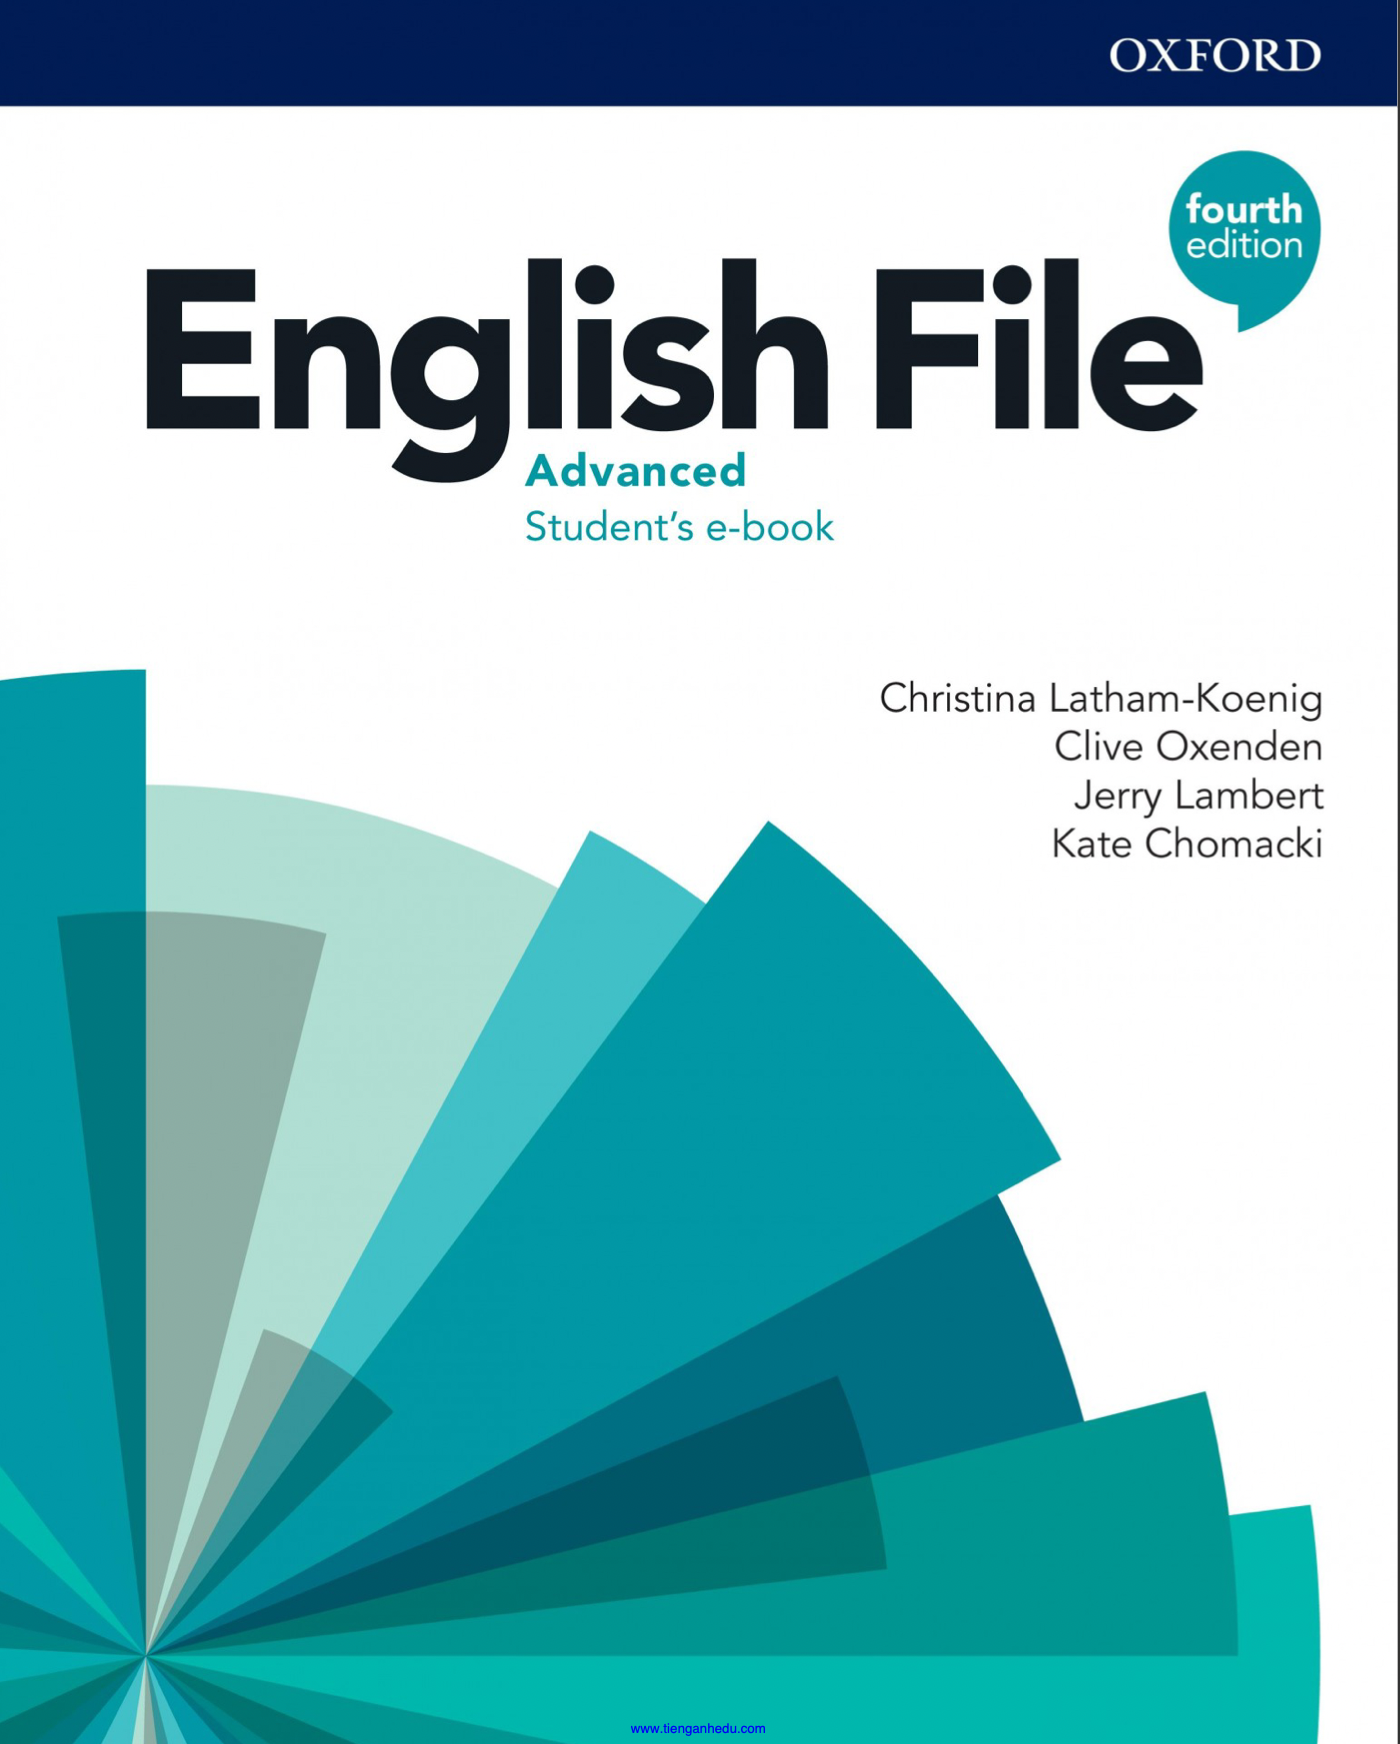 OXFORD
fourth
edition
English File
Advanced
Student's e-book
Christina Latham-Koenig
Clive Oxenden
Jerry Lambert
Kate Chomacki
www.tienganhedu.com